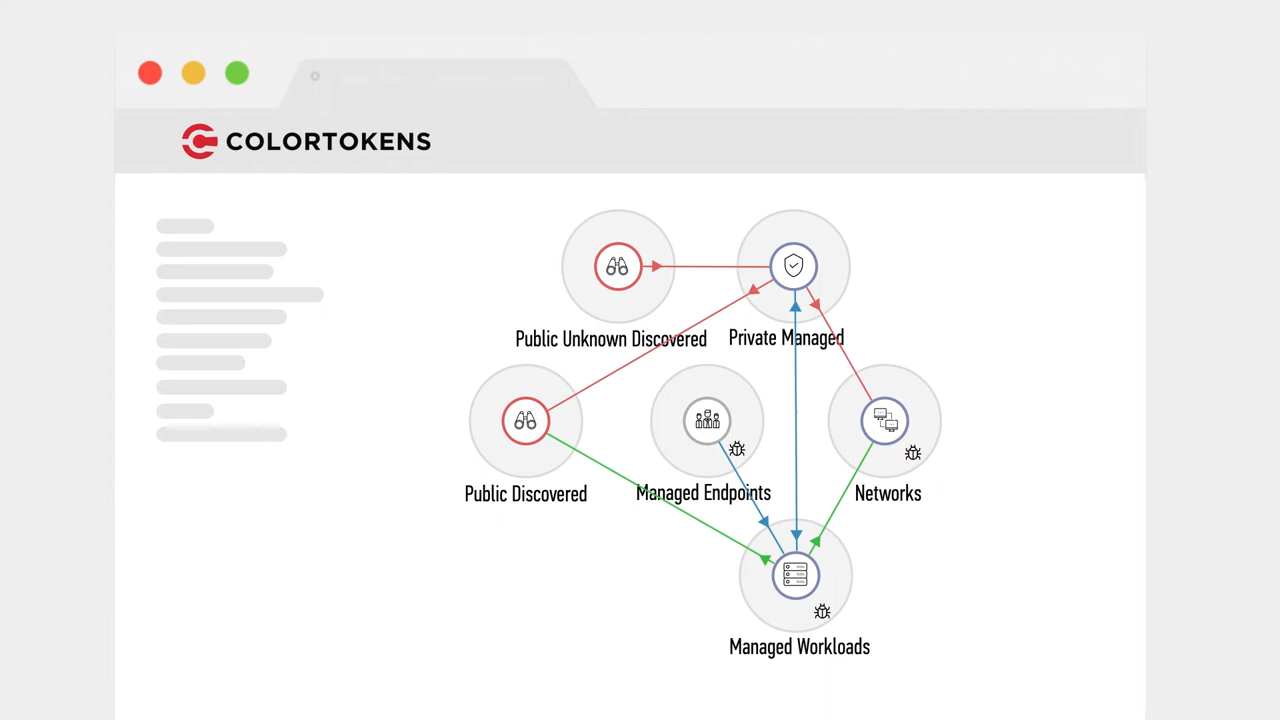 COLORTOKENS
Public Unknown Discovered
Private Managed
Public Discovered
Managed Endpoints
Networks
Managed Workloads